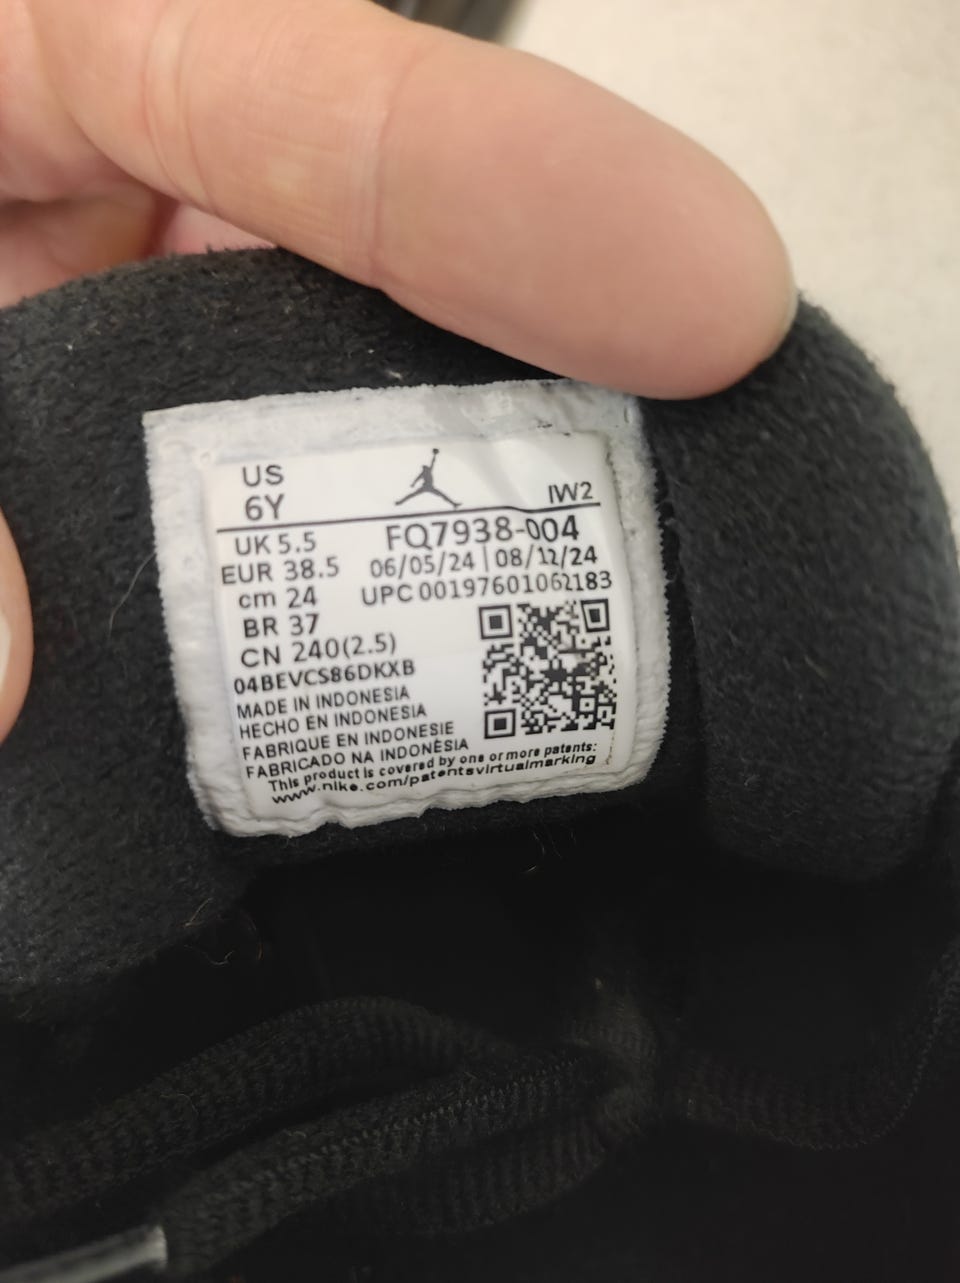 US
6Y
IW2
UK 5.5
FQ7938-004
EUR 38.5
06/05/24 | 08/12/24
cm 24
UPC 00197601062183
BR 37
CN 240(2.5)
04BEVCS86DKXB
MADE IN INDONESIA
HECHO EN INDONESIA
FABRIQUE EN INDONESIE
FABRICADO NA INDONÉSIA
This product is covered by one or more patents:
www.nike.com/patentsvirtualmarking